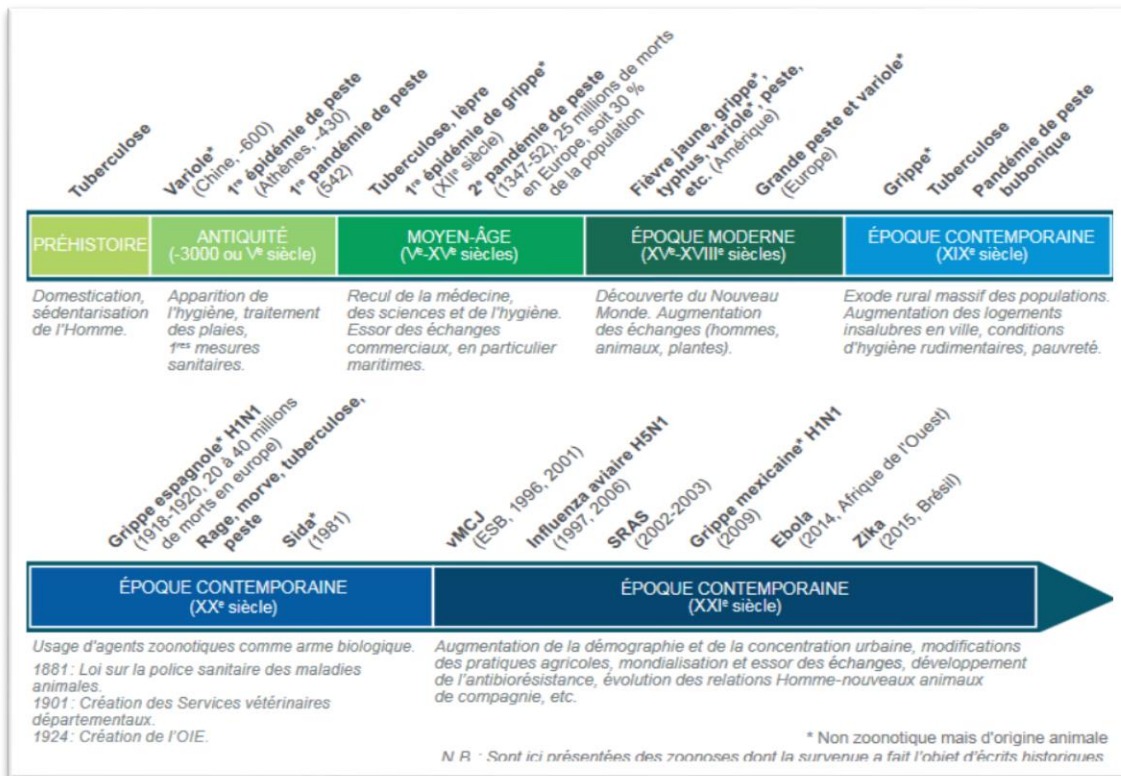 Tuberculose
Variole*
(Chine, -600)
1re épidémie de peste
(Athènes, -430)
1re pandémie de peste
(542)
Tuberculose, lèpre
1re épidémie de grippe*
(XIIe siècle)
2e pandémie de peste
(1347-52), 25 millions de morts
en Europe, soit 30 %
de la population
Fièvre jaune, grippe*,
typhus, variole*, peste,
etc. (Amérique)
Grande peste et variole*
(Europe)
Grippe*
Tuberculose
Pandémie de peste
bubonique
PRÉHISTOIRE
ANTIQUITÉ
(-3000 ou Ve siècle)
MOYEN-ÂGE
(Ve-XVe siècles)
ÉPOQUE MODERNE
(XVe-XVIIIe siècles)
ÉPOQUE CONTEMPORAINE
(XIXe siècle)
Domestication,
sédentarisation
de l'Homme.
Apparition de
l'hygiène, traitement
des plaies,
1res mesures
sanitaires.
Recul de la médecine,
des sciences et de l'hygiène.
Essor des échanges
commerciaux, en particulier
maritimes.
Découverte du Nouveau
Monde. Augmentation
des échanges (hommes,
animaux, plantes).
Exode rural massif des populations.
Augmentation des logements
insalubres en ville, conditions
d'hygiène rudimentaires, pauvreté.
Grippe espagnole* H1N1
(1918-1920, 20 à 40 millions
de morts en europe)
Rage, morve, tuberculose,
peste
Sida*
(1981)
vMCJ
(ESB, 1996, 2001)
Influenza aviaire H5N1
(1997, 2006)
SRAS
(2002-2003)
Grippe mexicaine* H1N1
(2009)
Ebola
(2014, Afrique de l'Ouest)
Zika
(2015, Brésil)
ÉPOQUE CONTEMPORAINE
(XXe siècle)
ÉPOQUE CONTEMPORAINE
(XXIe siècle)
Usage d'agents zoonotiques comme arme biologique.
1881 : Loi sur la police sanitaire des maladies
animales.
1901 : Création des Services vétérinaires
départementaux.
1924 : Création de l'OIE.
Augmentation de la démographie et de la concentration urbaine, modifications
des pratiques agricoles, mondialisation et essor des échanges, développement
de l'antibiorésistance, évolution des relations Homme-nouveaux animaux
de compagnie, etc.
* Non zoonotique mais d'origine animale
N.B. : Sont ici présentées des zoonoses dont la survenue a fait l'objet d'écrits historiques